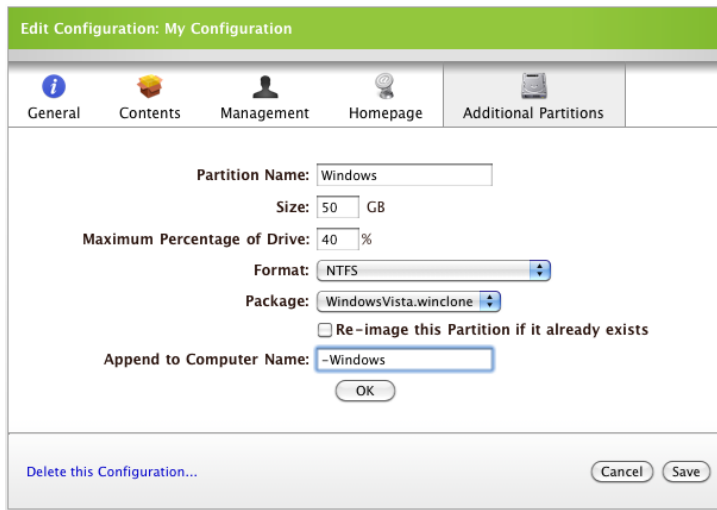 Edit Configuration: My Configuration
General Contents Management Homepage Additional Partitions
Partition Name: Windows
Size: 50 GB
Maximum Percentage of Drive: 40 %
Format: NTFS
Package: WindowsVista.winclone
Re-image this Partition if it already exists
Append to Computer Name: -Windows
OK
Delete this Configuration... Cancel Save